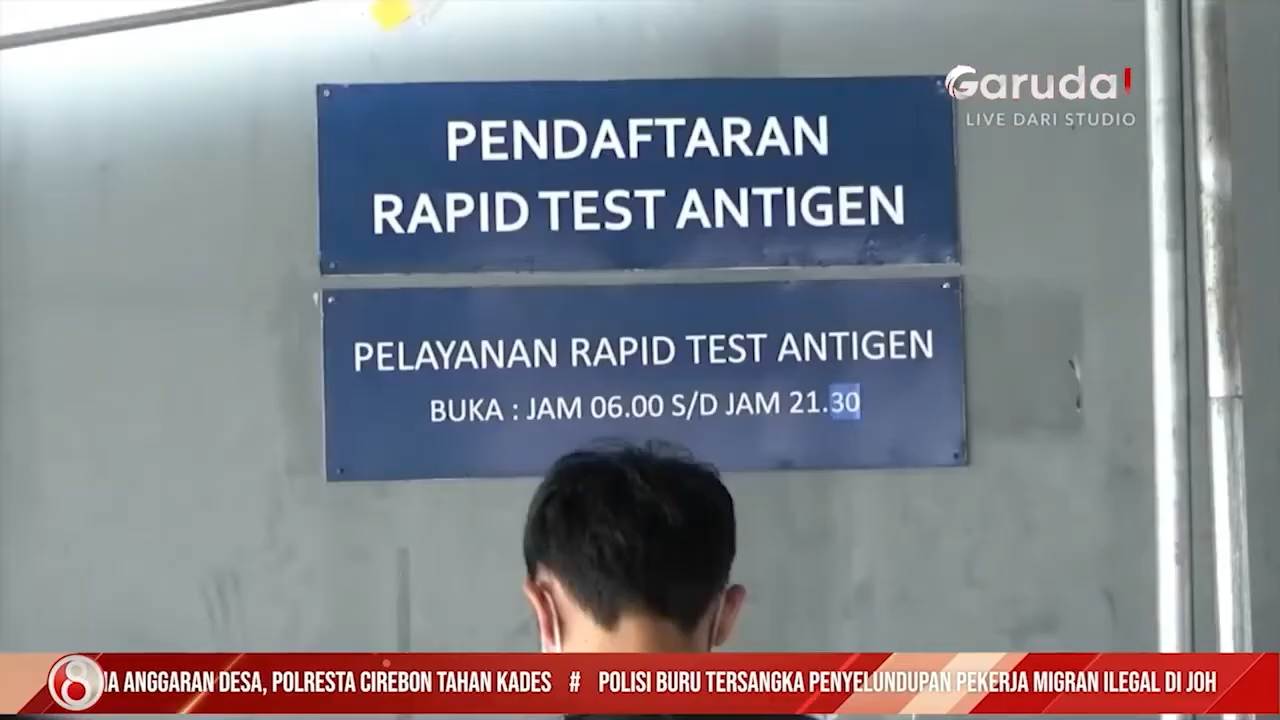 Garuda
LIVE DARI STUDIO
PENDAFTARAN
RAPID TEST ANTIGEN
PELAYANAN RAPID TEST ANTIGEN
BUKA : JAM 06.00 S/D JAM 21.30
8
ANGGARAN DESA, POLRESTA CIREBON TAHAN KADES # POLISI BURU TERSANGKA PENYELUNDUPAN PEKERJA MIGRAN ILEGAL DI JOH